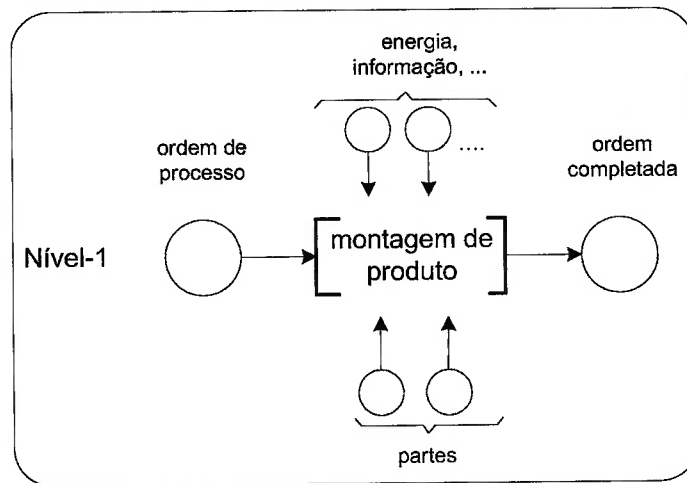 energia,
informação, ...
....
ordem de
processo
ordem
completada
Nível-1
montagem de
produto
partes